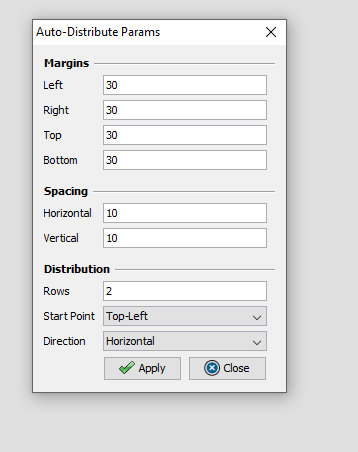 Auto-Distribute Params
Margins
Left 30
Right 30
Top 30
Bottom 30
Spacing
Horizontal 10
Vertical 10
Distribution
Rows 2
Start Point Top-Left
Direction Horizontal
Apply Close